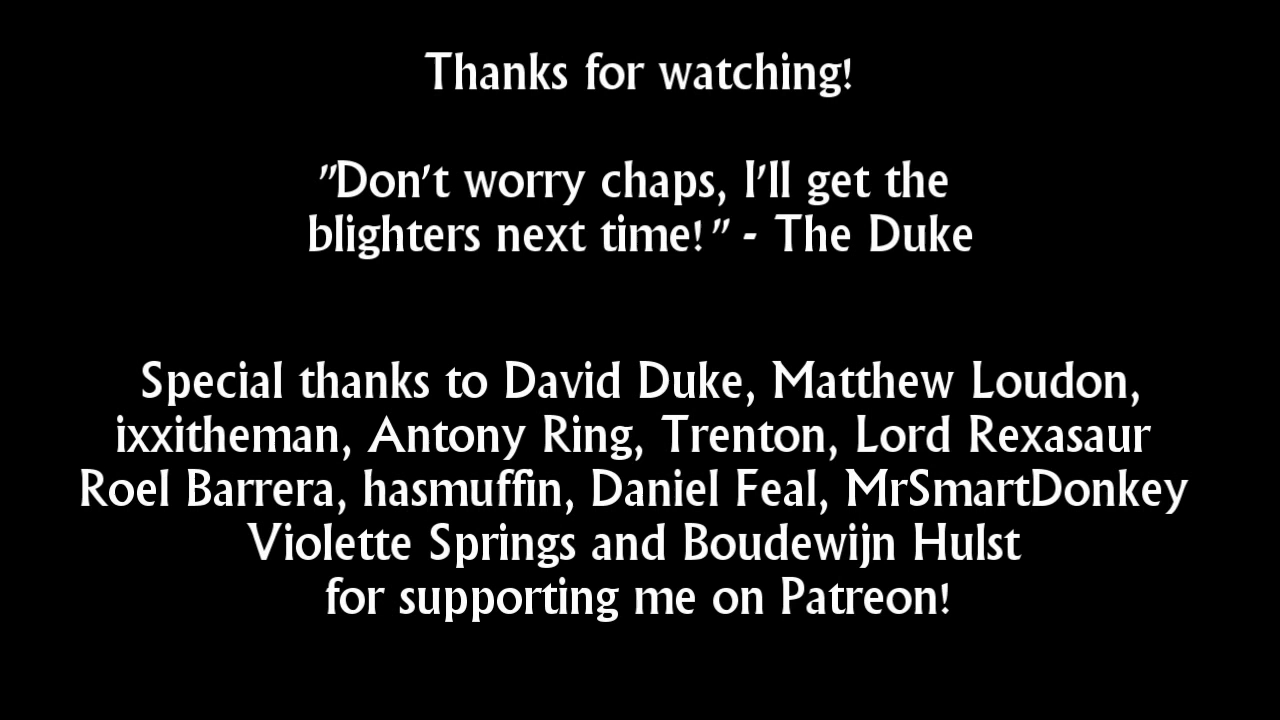 Thanks for watching!
"Don't worry chaps, I'll get the
blighters next time!" - The Duke
Special thanks to David Duke, Matthew Loudon,
ixxitheman, Antony Ring, Trenton, Lord Rexasaur
Roel Barrera, hasmuffin, Daniel Feal, MrSmartDonkey
Violette Springs and Boudewijn Hulst
for supporting me on Patreon!